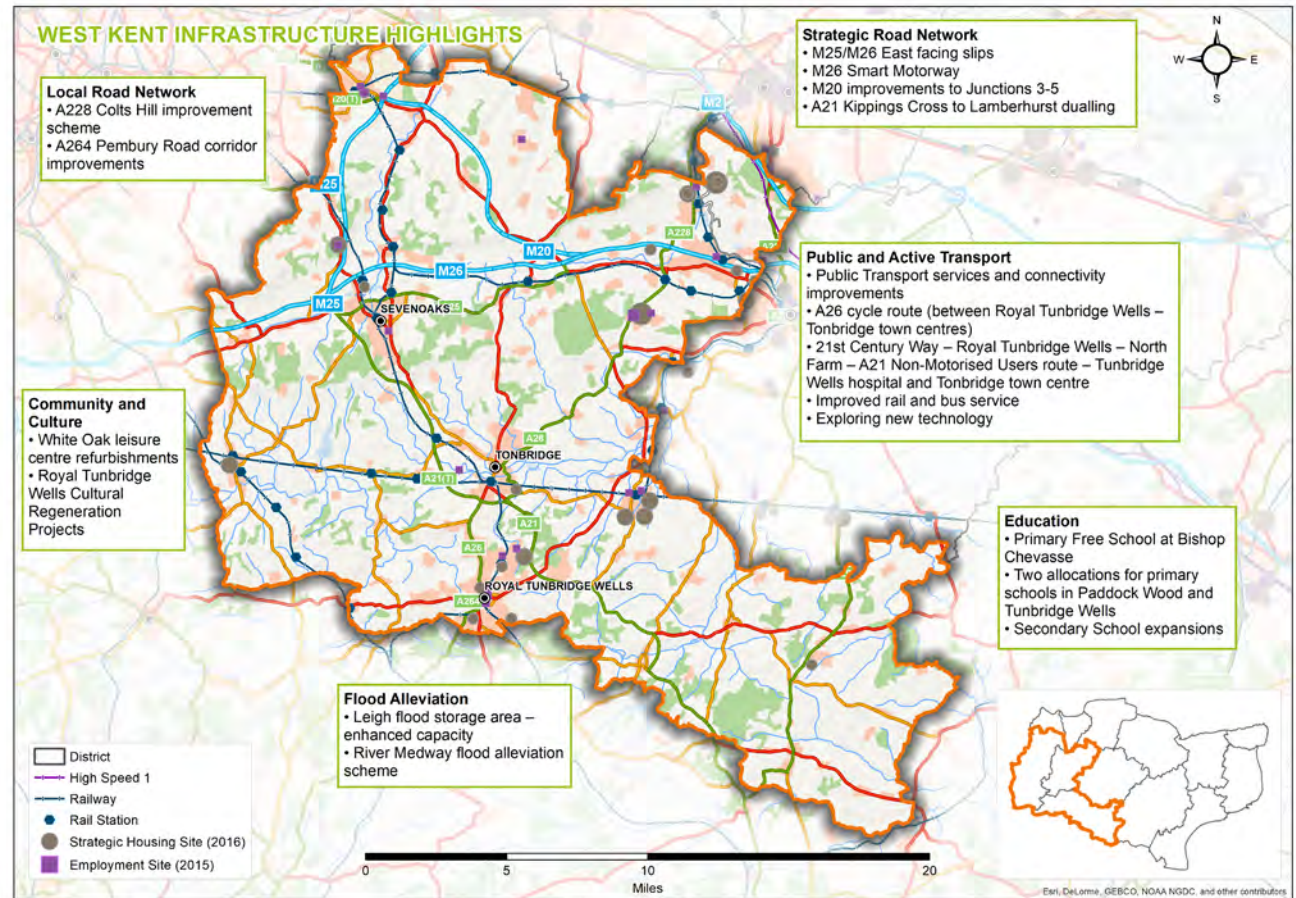 WEST KENT INFRASTRUCTURE HIGHLIGHTS
Local Road Network
• A228 Colts Hill improvement
scheme
• A264 Pembury Road corridor
improvements
Strategic Road Network
• M25/M26 East facing slips
• M26 Smart Motorway
• M20 improvements to Junctions 3-5
• A21 Kippings Cross to Lamberhurst dualling
N
W
E
S
Public and Active Transport
• Public Transport services and connectivity
improvements
• A26 cycle route (between Royal Tunbridge Wells –
Tonbridge town centres)
• 21st Century Way – Royal Tunbridge Wells – North
Farm – A21 Non-Motorised Users route – Tunbridge
Wells hospital and Tonbridge town centre
• Improved rail and bus service
• Exploring new technology
Community and
Culture
• White Oak leisure
centre refurbishments
• Royal Tunbridge
Wells Cultural
Regeneration
Projects
Education
• Primary Free School at Bishop
Chevasse
• Two allocations for primary
schools in Paddock Wood and
Tunbridge Wells
• Secondary School expansions
Flood Alleviation
• Leigh flood storage area –
enhanced capacity
• River Medway flood alleviation
scheme
M2
M25
A228
M20
M26
M25
SEVENOAKS
A26
TONBRIDGE
A21(T)
A21
A26
ROYAL TUNBRIDGE WELLS
A264
District
High Speed 1
Railway
Rail Station
Strategic Housing Site (2016)
Employment Site (2015)
0
5
10
20
Miles
Esri, DeLorme, GEBCO, NOAA NGDC, and other contributors